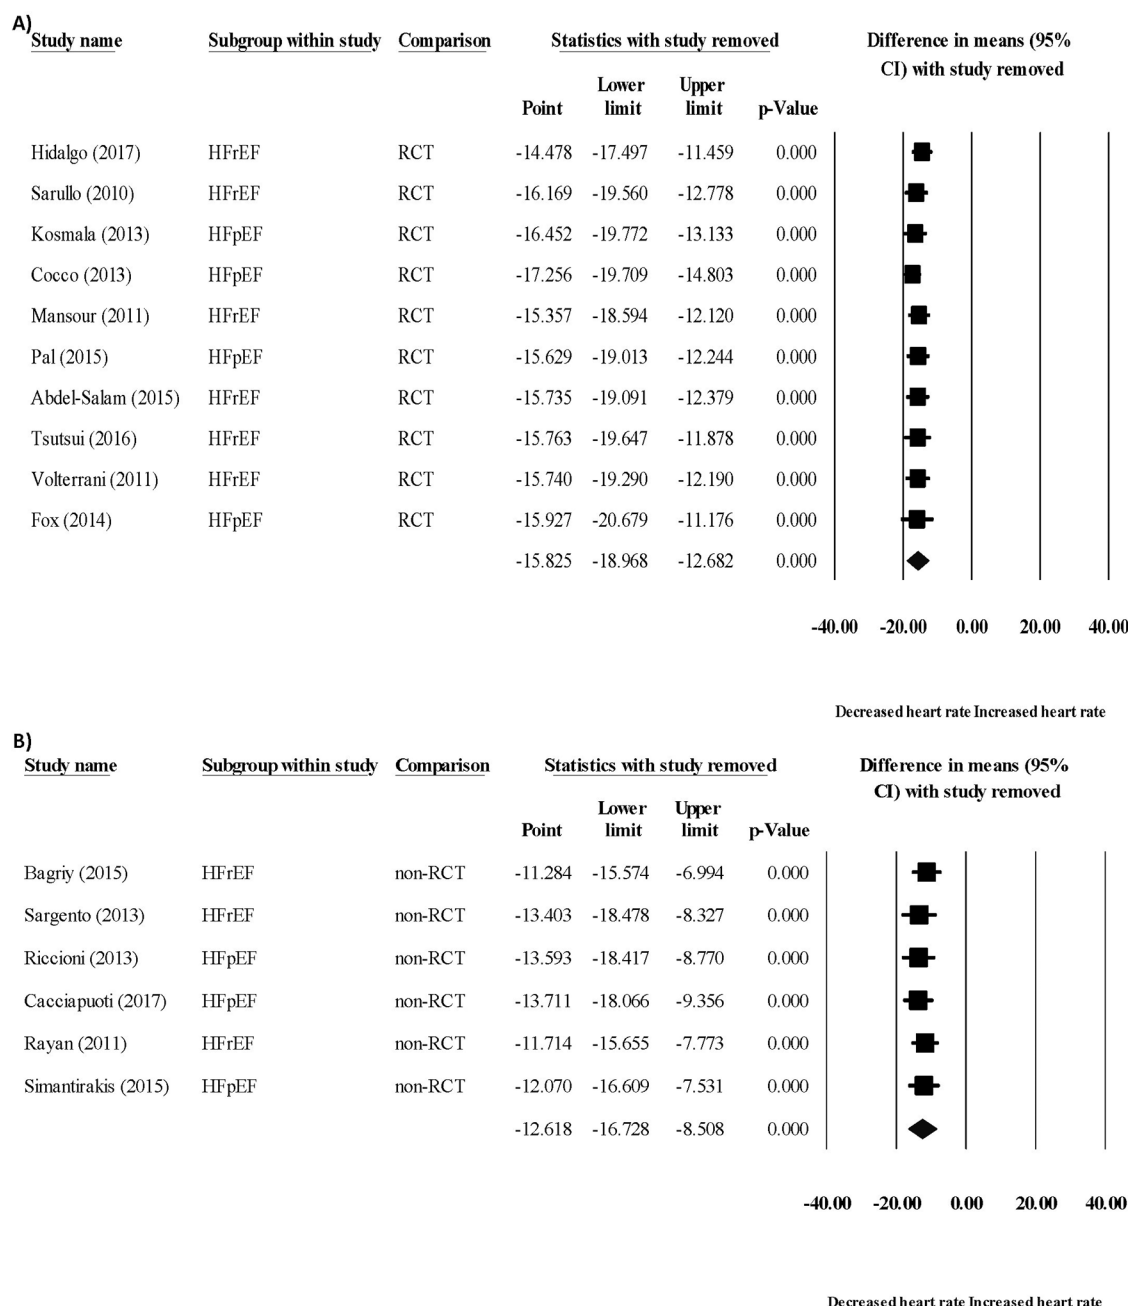 A)
Study name Subgroup within study Comparison Statistics with study removed Difference in means (95%
CI) with study removed
Lower Upper
Point limit limit p-Value
Hidalgo (2017) HFrEF RCT -14.478 -17.497 -11.459 0.000
Sarullo (2010) HFrEF RCT -16.169 -19.560 -12.778 0.000
Kosmala (2013) HFpEF RCT -16.452 -19.772 -13.133 0.000
Cocco (2013) HFpEF RCT -17.256 -19.709 -14.803 0.000
Mansour (2011) HFrEF RCT -15.357 -18.594 -12.120 0.000
Pal (2015) HFpEF RCT -15.629 -19.013 -12.244 0.000
Abdel-Salam (2015) HFrEF RCT -15.735 -19.091 -12.379 0.000
Tsutsui (2016) HFrEF RCT -15.763 -19.647 -11.878 0.000
Volterrani (2011) HFrEF RCT -15.740 -19.290 -12.190 0.000
Fox (2014) HFpEF RCT -15.927 -20.679 -11.176 0.000
-15.825 -18.968 -12.682 0.000
-40.00 -20.00 0.00 20.00 40.00
Decreased heart rate Increased heart rate
B)
Study name Subgroup within study Comparison Statistics with study removed Difference in means (95%
CI) with study removed
Lower Upper
Point limit limit p-Value
Bagriy (2015) HFrEF non-RCT -11.284 -15.574 -6.994 0.000
Sargento (2013) HFrEF non-RCT -13.403 -18.478 -8.327 0.000
Riccioni (2013) HFpEF non-RCT -13.593 -18.417 -8.770 0.000
Cacciapuoti (2017) HFpEF non-RCT -13.711 -18.066 -9.356 0.000
Rayan (2011) HFrEF non-RCT -11.714 -15.655 -7.773 0.000
Simantirakis (2015) HFpEF non-RCT -12.070 -16.609 -7.531 0.000
-12.618 -16.728 -8.508 0.000
-40.00 -20.00 0.00 20.00 40.00
Decreased heart rate Increased heart rate